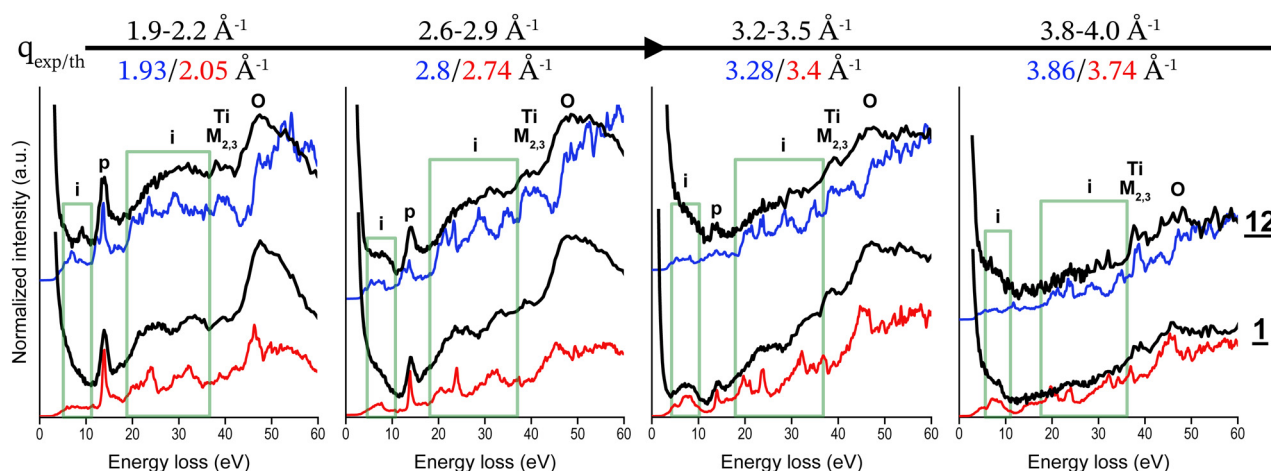 1.9-2.2 Å⁻¹ 2.6-2.9 Å⁻¹ 3.2-3.5 Å⁻¹ 3.8-4.0 Å⁻¹
q exp/th
1.93/2.05 Å⁻¹ 2.8/2.74 Å⁻¹ 3.28/3.4 Å⁻¹ 3.86/3.74 Å⁻¹
Normalized intensity (a.u.)
i p i Ti M2,3 O
i p i Ti M2,3 O
i p i Ti M2,3 O
i i Ti M2,3 O
12
1
0 10 20 30 40 50 60
0 10 20 30 40 50 60
0 10 20 30 40 50 60
0 10 20 30 40 50 60
Energy loss (eV) Energy loss (eV) Energy loss (eV) Energy loss (eV)